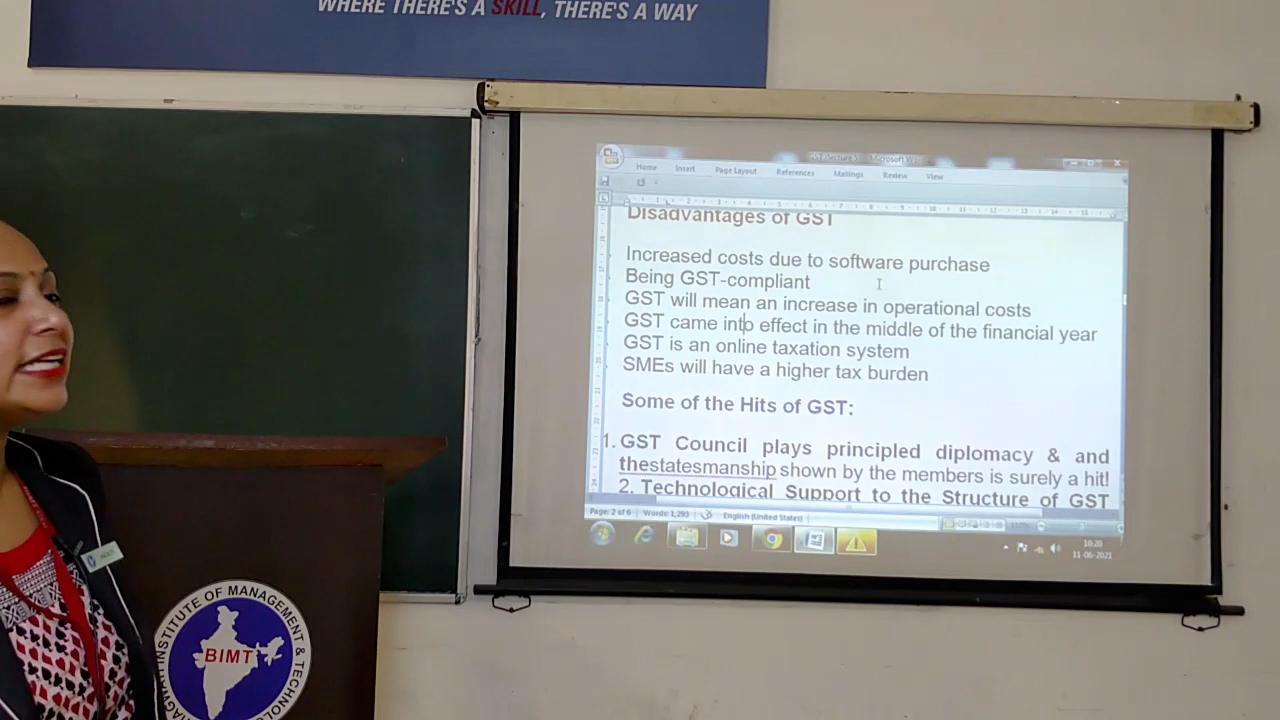 WHERE THERE'S A SKILL, THERE'S A WAY
GST lecture 5 Microsoft W
Home Insert Page Layout References Mailings Review View
Disadvantages of GST
Increased costs due to software purchase
Being GST-compliant
GST will mean an increase in operational costs
GST came into effect in the middle of the financial year
GST is an online taxation system
SMEs will have a higher tax burden
Some of the Hits of GST:
1. GST Council plays principled diplomacy & and
thestatesmanship shown by the members is surely a hit!
2. Technological Support to the Structure of GST
Page: 2 of 6 Words: 1,293 English (United States)
10:20
11-06-2021
INSTITUTE OF MANAGEMENT & TECHNOLOG
BIMT